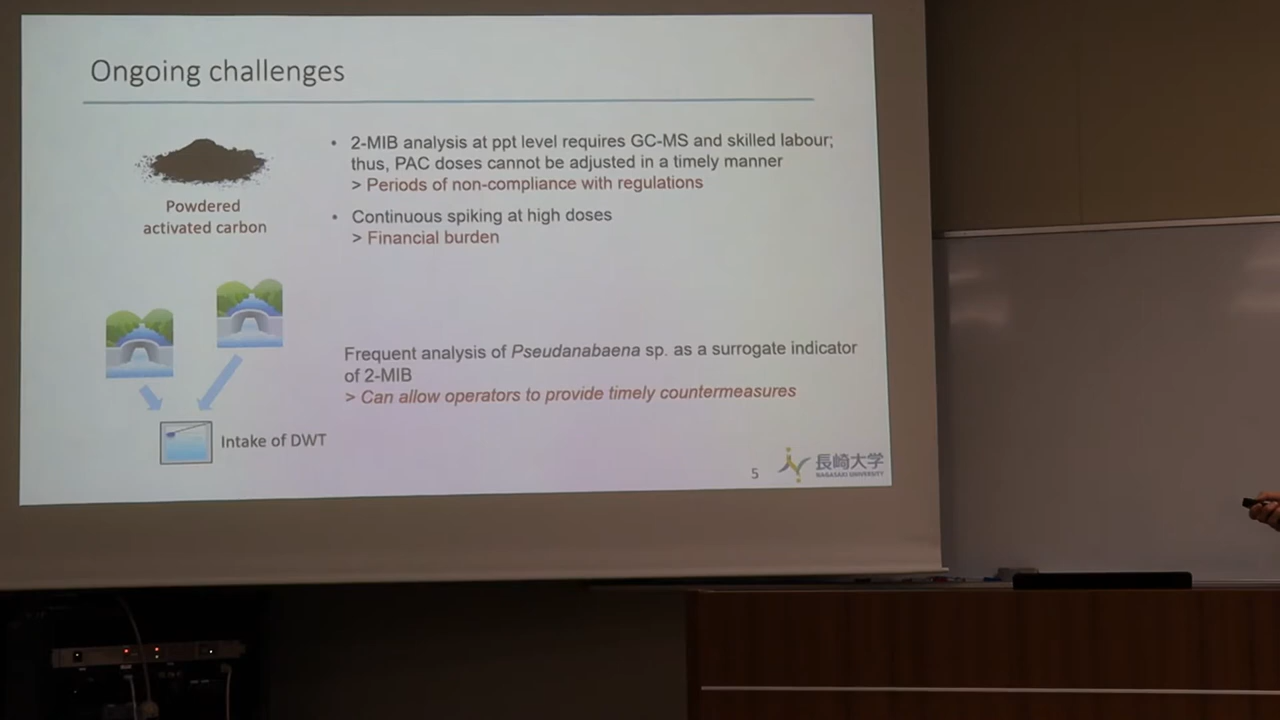 Ongoing challenges
Powdered
activated carbon
• 2-MIB analysis at ppt level requires GC-MS and skilled labour;
thus, PAC doses cannot be adjusted in a timely manner
> Periods of non-compliance with regulations
• Continuous spiking at high doses
> Financial burden
Frequent analysis of Pseudanabaena sp. as a surrogate indicator
of 2-MIB
> Can allow operators to provide timely countermeasures
Intake of DWT
5
長崎大学
NAGASAKI UNIVERSITY